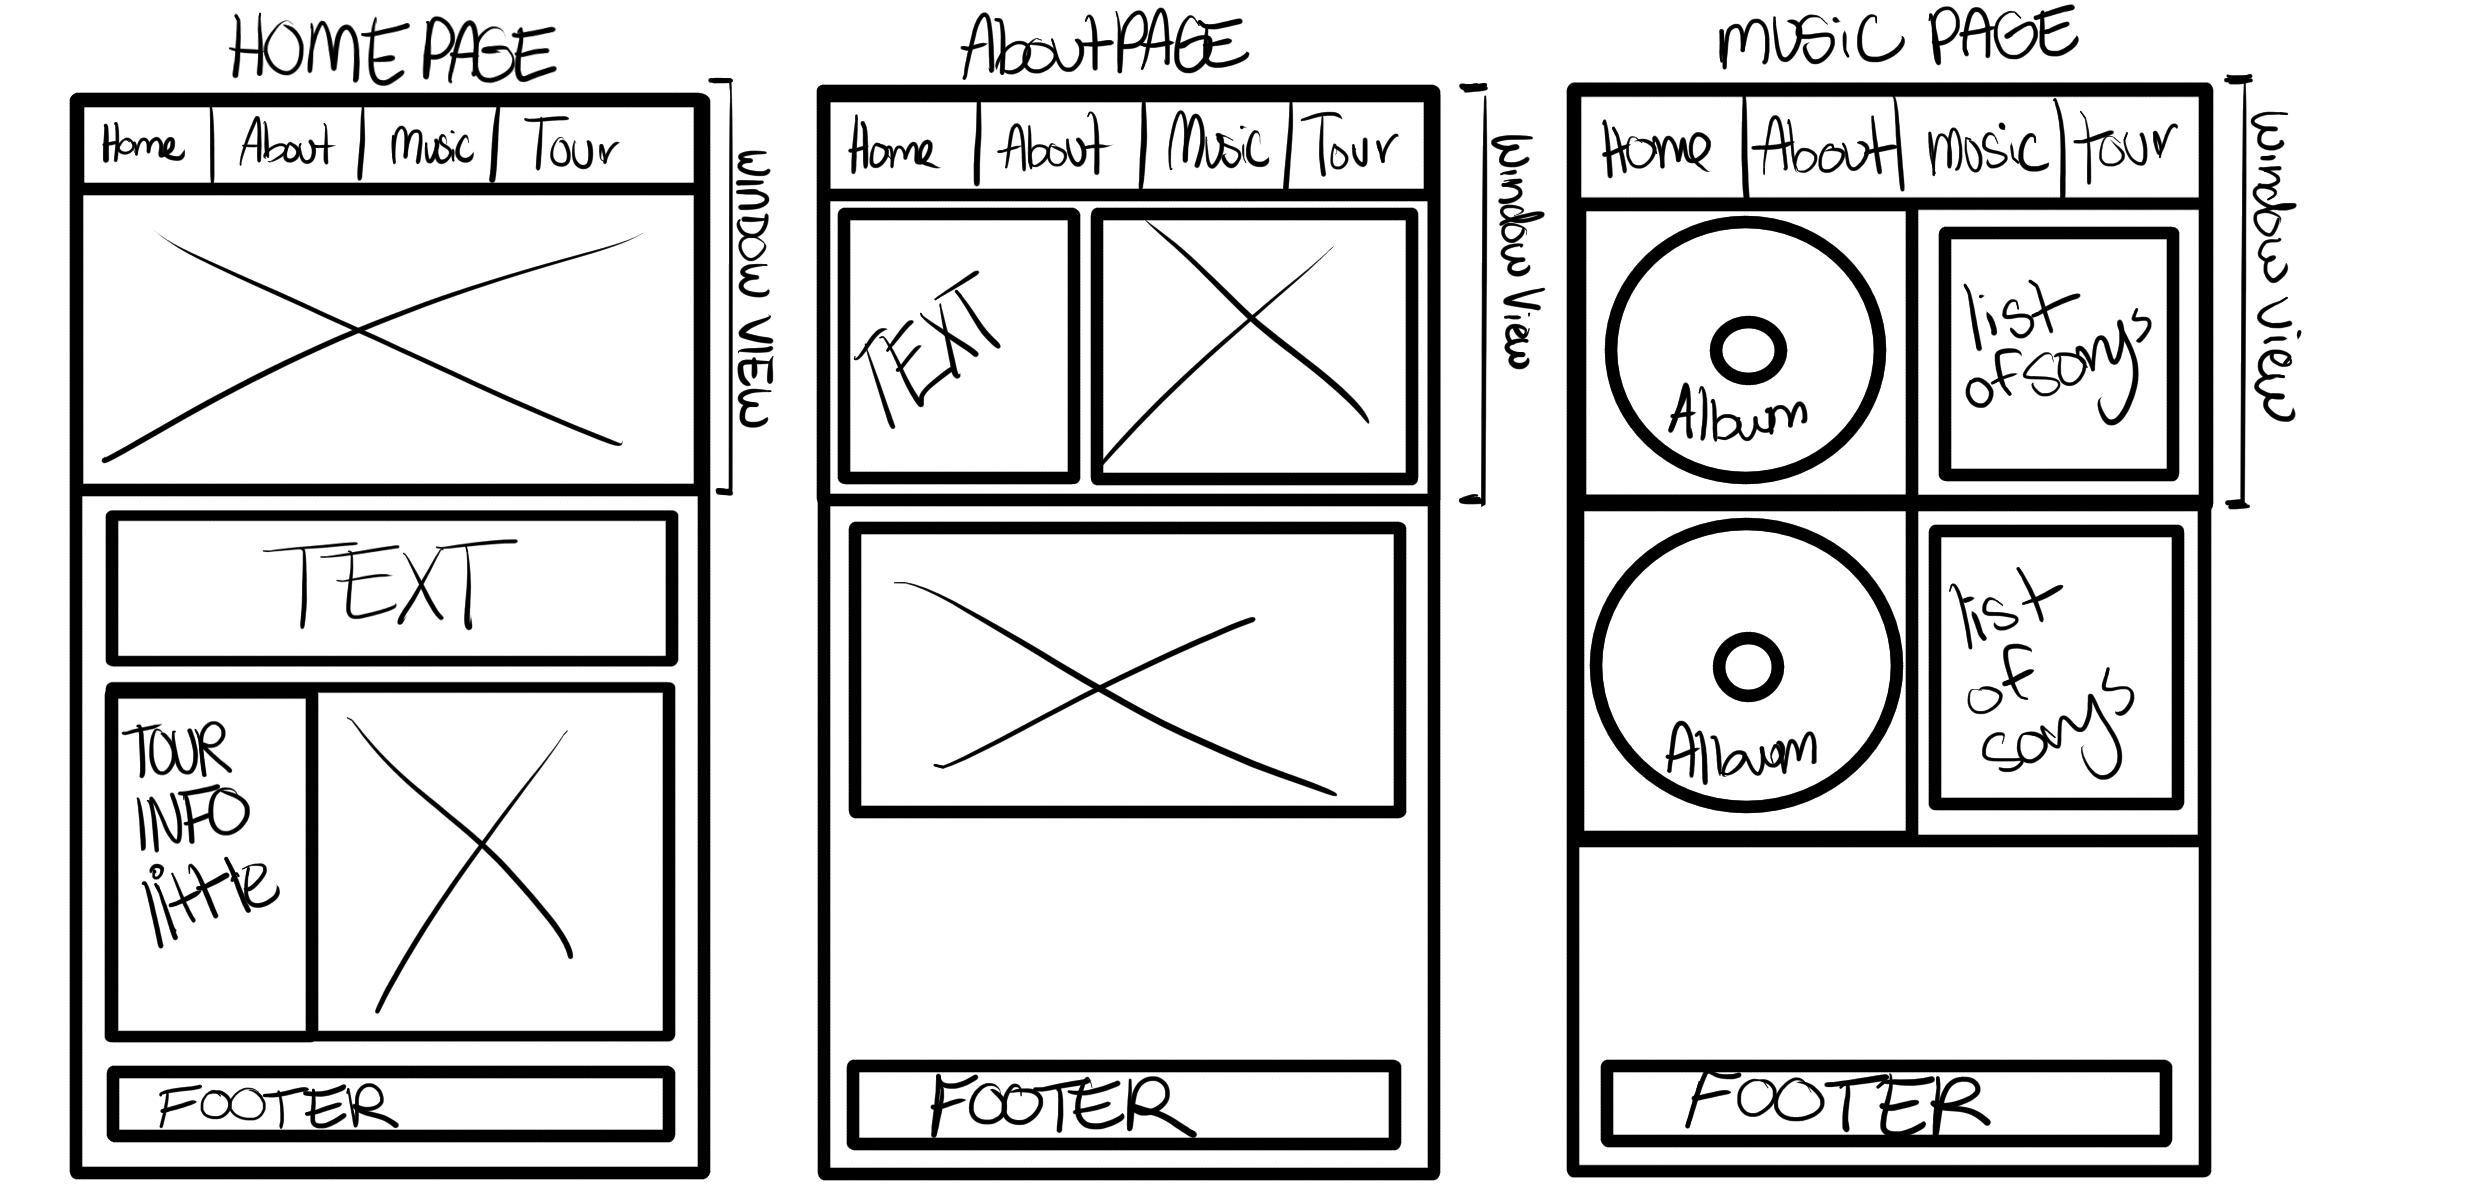 HOME PAGE
Home About Music Tour
WINDOW VIEW
TEXT
TOUR
INFO
little
FOOTER
About PAGE
Home About Music Tour
Window View
TEXT
FOOTER
MUSiC PAGE
Home About Music Tour
Window View
Album
list
of songs
Album
list
of
songs
FOOTER